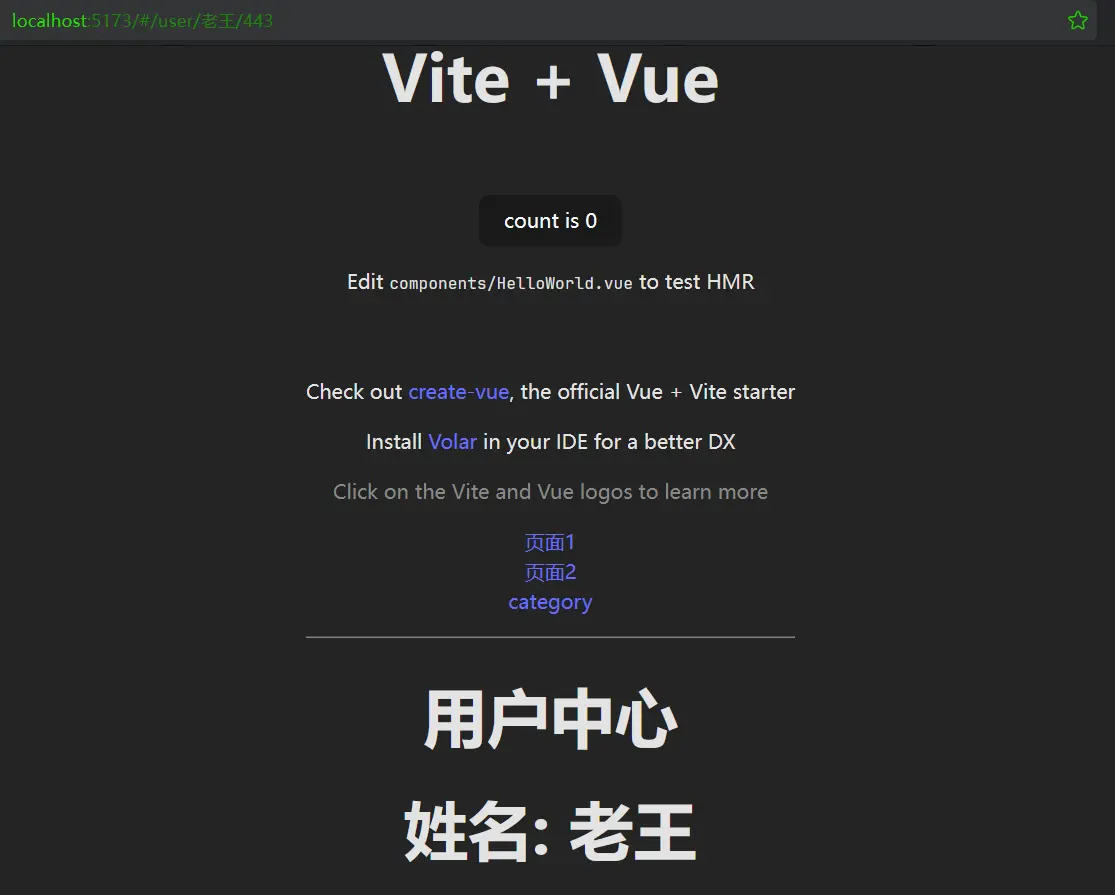 localhost:5173/#/user/老王/443
Vite + Vue
count is 0
Edit components/HelloWorld.vue to test HMR
Check out create-vue, the official Vue + Vite starter
Install Volar in your IDE for a better DX
Click on the Vite and Vue logos to learn more
页面1
页面2
category
用户中心
姓名: 老王